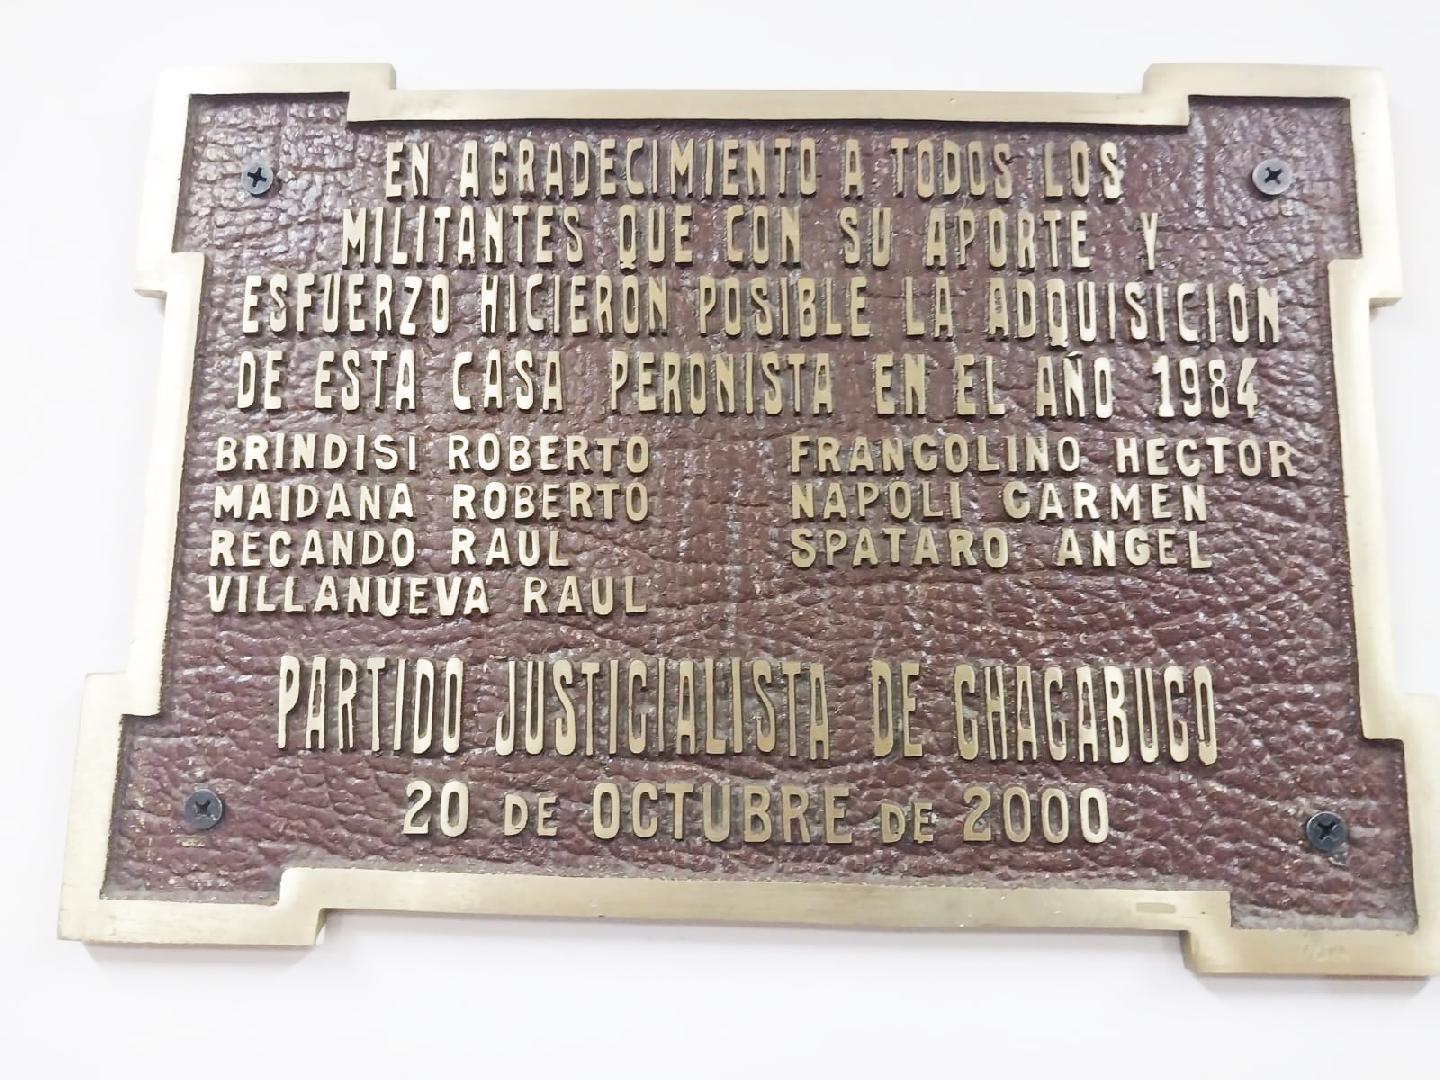 EN AGRADECIMIENTO A TODOS LOS
MILITANTES QUE CON SU APORTE Y
ESFUERZO HICIERON POSIBLE LA ADQUISICION
DE ESTA CASA PERONISTA EN EL AÑO 1984
BRINDISI ROBERTO FRANCOLINO HECTOR
MAIDANA ROBERTO NAPOLI CARMEN
RECANDO RAUL SPATARO ANGEL
VILLANUEVA RAUL
PARTIDO JUSTICIALISTA DE CHACABUCO
20 DE OCTUBRE DE 2000